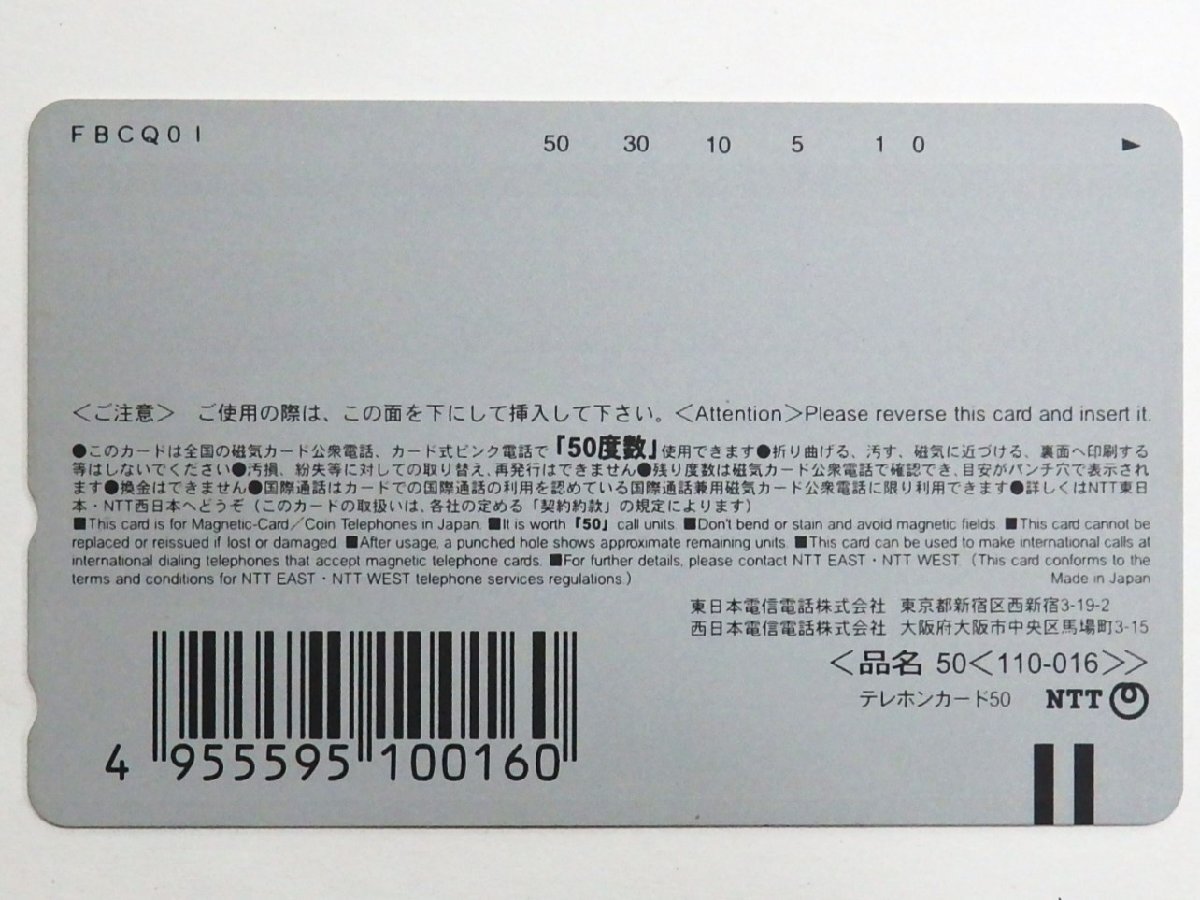 FBCQ01
50 30 10 5 1 0 ▶
＜ご注意＞ ご使用の際は、この面を下にして挿入して下さい。＜Attention＞Please reverse this card and insert it.
●このカードは全国の磁気カード公衆電話、カード式ピンク電話で「50度数」使用できます●折り曲げる、汚す、磁気に近づける、裏面へ印刷する
等はしないでください●汚損、紛失等に対しての取り替え、再発行はできません●残り度数は磁気カード公衆電話で確認でき、目安がパンチ穴で表示され
ます●換金はできません●国際通話はカードでの国際通話の利用を認めている国際通話兼用磁気カード公衆電話に限り利用できます●詳しくはNTT東日
本・NTT西日本へどうぞ（このカードの取扱いは、各社の定める「契約約款」の規定によります）
■This card is for Magnetic-Card／Coin Telephones in Japan. ■It is worth「50」call units. ■Don't bend or stain and avoid magnetic fields. ■This card cannot be
replaced or reissued if lost or damaged. ■After usage, a punched hole shows approximate remaining units. ■This card can be used to make international calls at
international dialing telephones that accept magnetic telephone cards. ■For further details, please contact NTT EAST・NTT WEST. (This card conforms to the
terms and conditions for NTT EAST・NTT WEST telephone services regulations.) Made in Japan
東日本電信電話株式会社 東京都新宿区西新宿3-19-2
西日本電信電話株式会社 大阪府大阪市中央区馬場町3-15
＜品名 50＜110-016＞＞
テレホンカード50 NTT
4 955595 100160